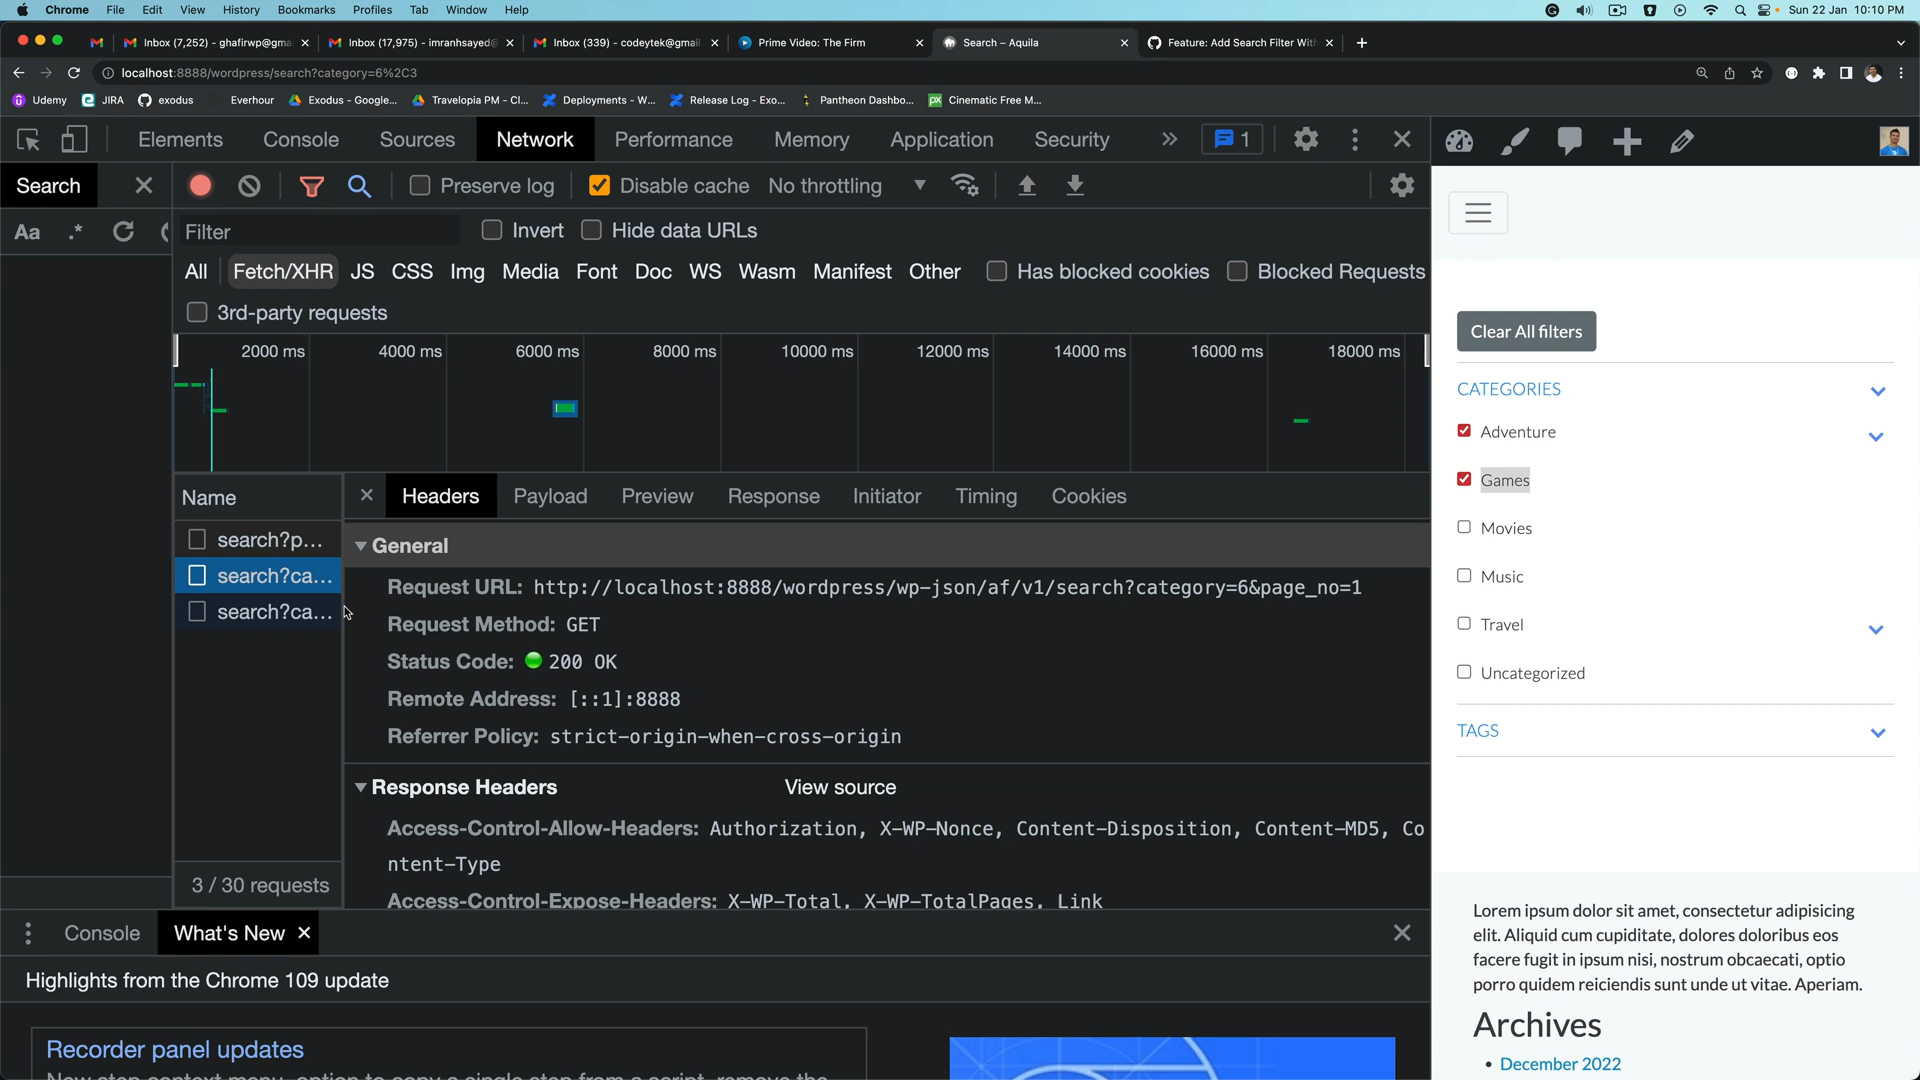 Chrome File Edit View History Bookmarks Profiles Tab Window Help Sun 22 Jan 10:10 PM
Inbox (7,252) - ghafirwp@gma Inbox (17,975) - imranhsayed@ Inbox (339) - codeytek@gmail. Prime Video: The Firm Search – Aquila Feature: Add Search Filter With
localhost:8888/wordpress/search?category=6%2C3
Udemy JIRA exodus Everhour Exodus - Google... Travelopia PM - Cl... Deployments - W... Release Log - Exo... Pantheon Dashbo... Cinematic Free M...
Elements Console Sources Network Performance Memory Application Security 1
Search Preserve log Disable cache No throttling
Aa .* Filter Invert Hide data URLs
All Fetch/XHR JS CSS Img Media Font Doc WS Wasm Manifest Other Has blocked cookies Blocked Requests
3rd-party requests
2000 ms 4000 ms 6000 ms 8000 ms 10000 ms 12000 ms 14000 ms 16000 ms 18000 ms
Name
search?p...
search?ca...
search?ca...
3 / 30 requests
Headers Payload Preview Response Initiator Timing Cookies
General
Request URL: http://localhost:8888/wordpress/wp-json/af/v1/search?category=6&page_no=1
Request Method: GET
Status Code: 200 OK
Remote Address: [::1]:8888
Referrer Policy: strict-origin-when-cross-origin
Response Headers View source
Access-Control-Allow-Headers: Authorization, X-WP-Nonce, Content-Disposition, Content-MD5, Co
ntent-Type
Access-Control-Expose-Headers: X-WP-Total, X-WP-TotalPages, Link
Console What's New
Highlights from the Chrome 109 update
Recorder panel updates
Clear All filters
CATEGORIES
Adventure
Games
Movies
Music
Travel
Uncategorized
TAGS
Lorem ipsum dolor sit amet, consectetur adipisicing
elit. Aliquid cum cupiditate, dolores doloribus eos
facere fugit in ipsum nisi, nostrum obcaecati, optio
porro quidem reiciendis sunt unde ut vitae. Aperiam.
Archives
• December 2022